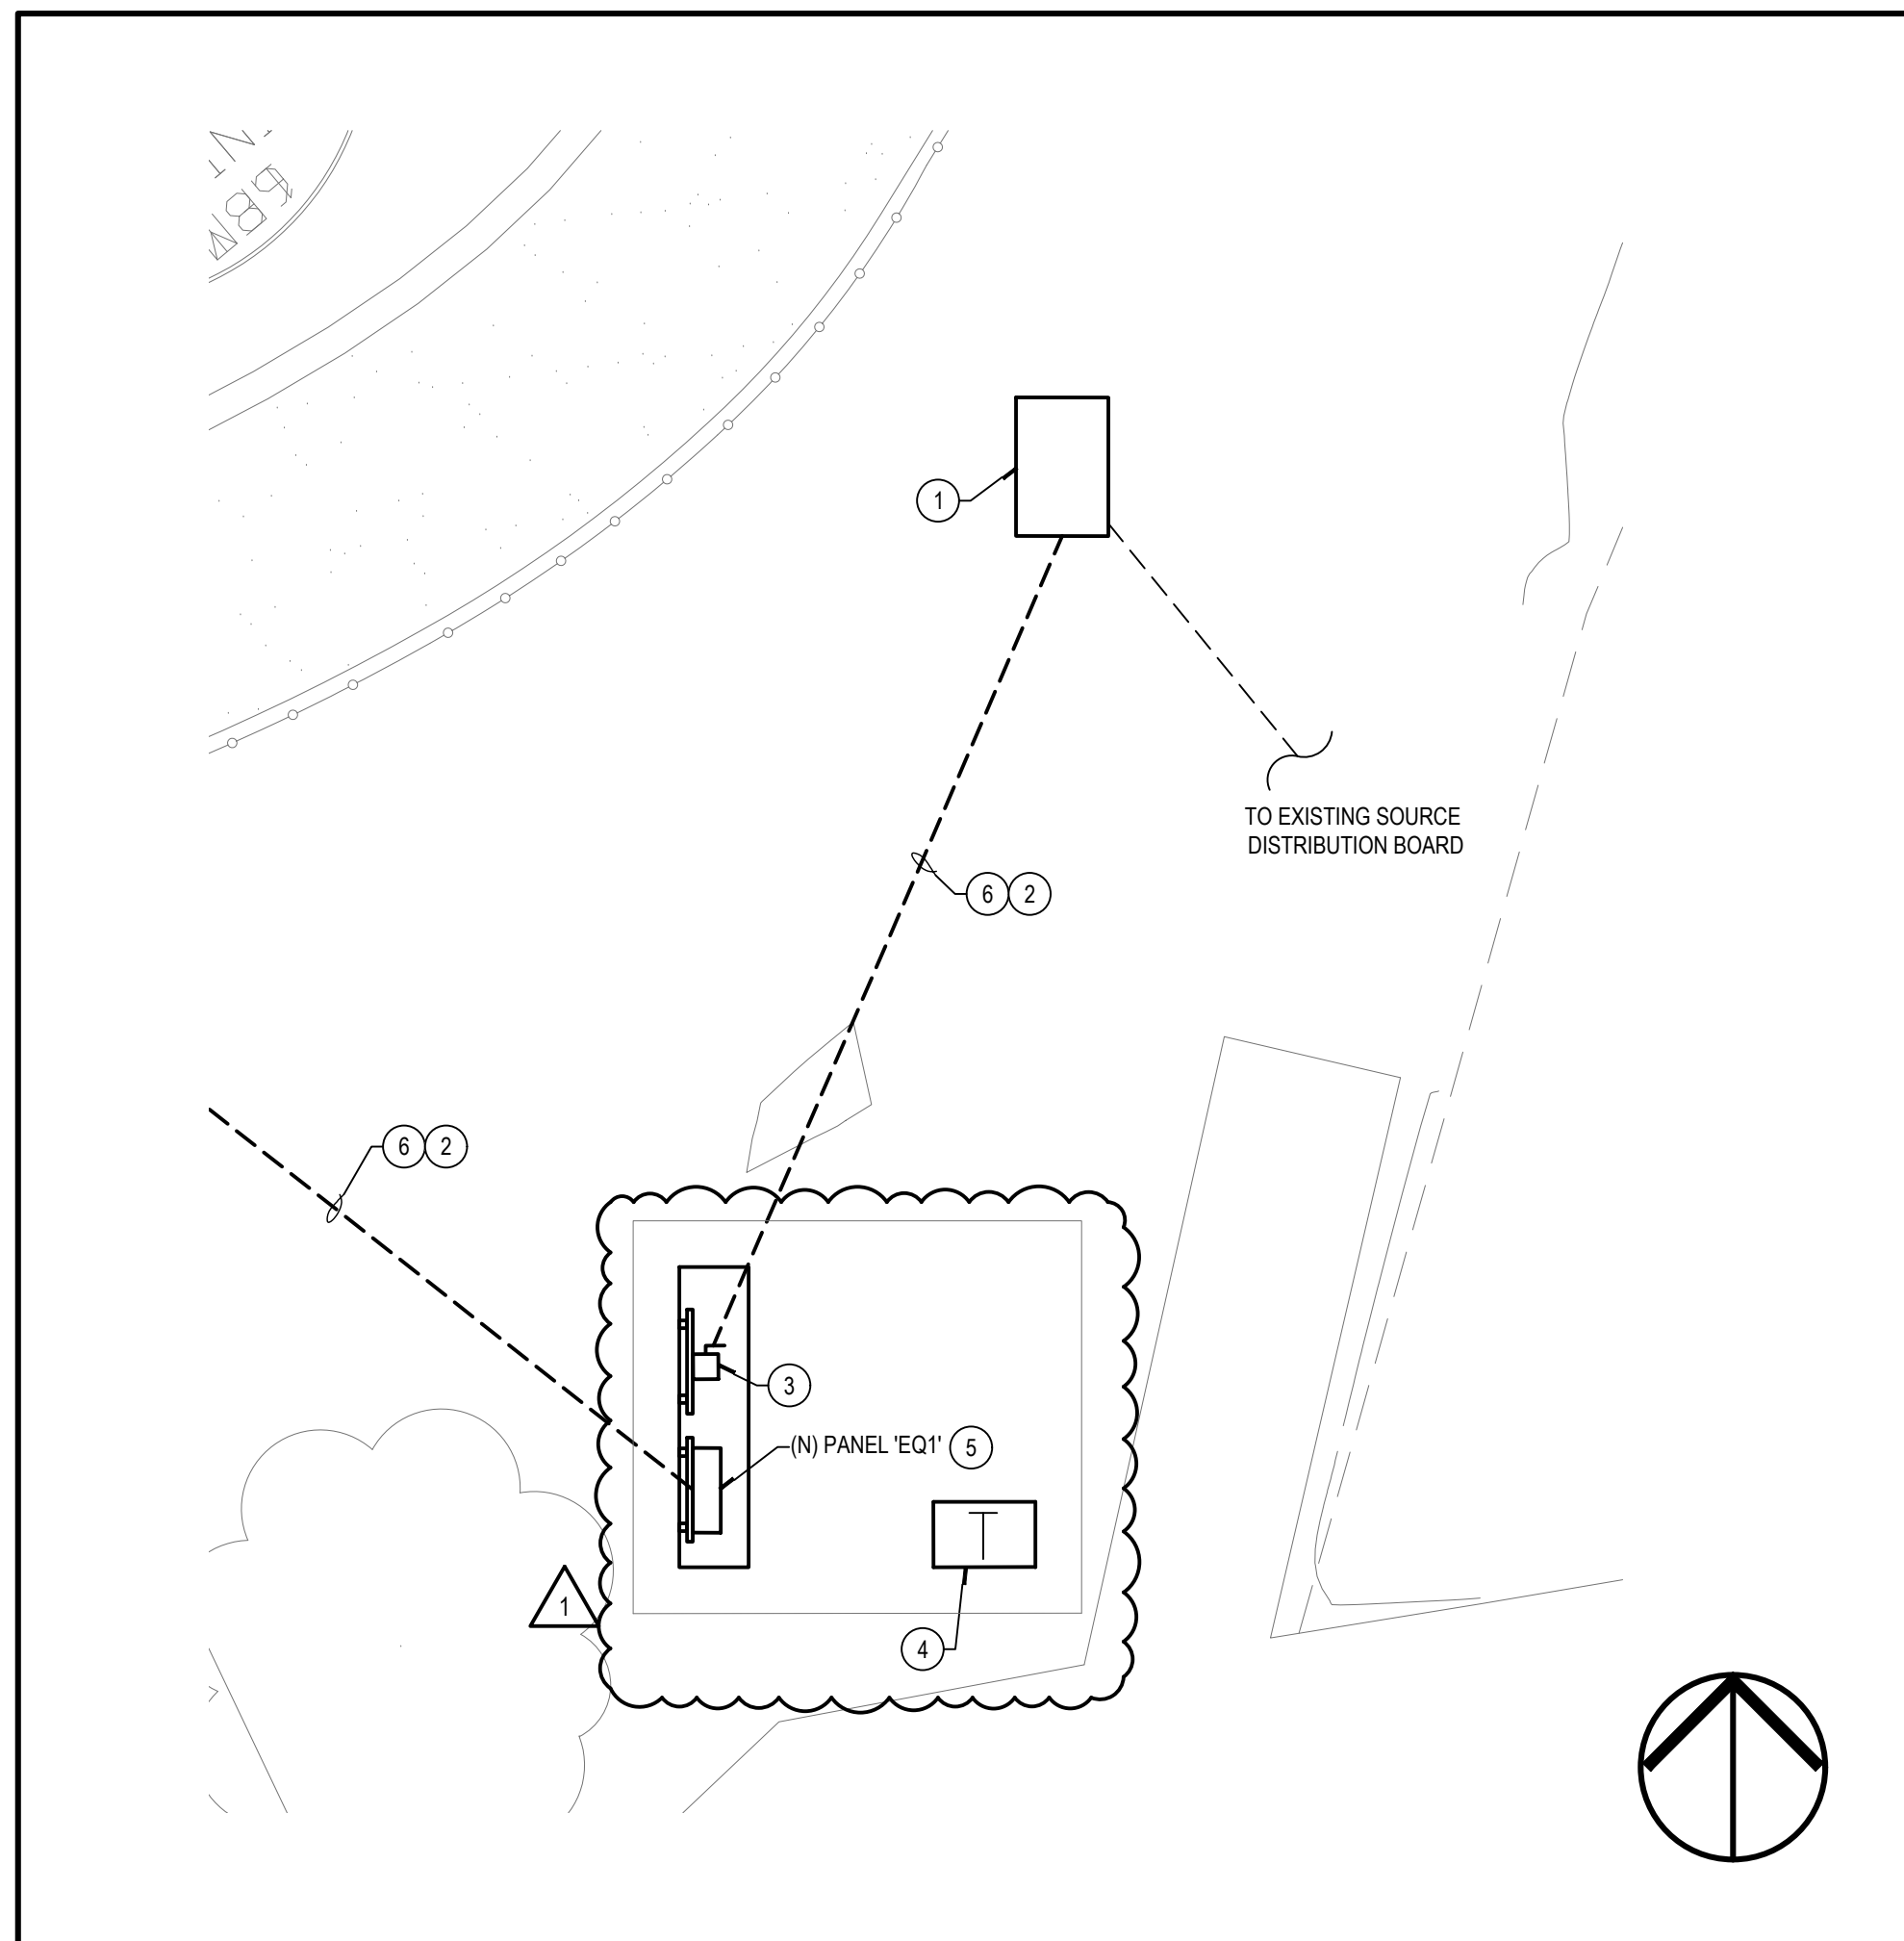 1
TO EXISTING SOURCE
DISTRIBUTION BOARD
6 2
6 2
3
(N) PANEL 'EQ1' 5
T
1
4